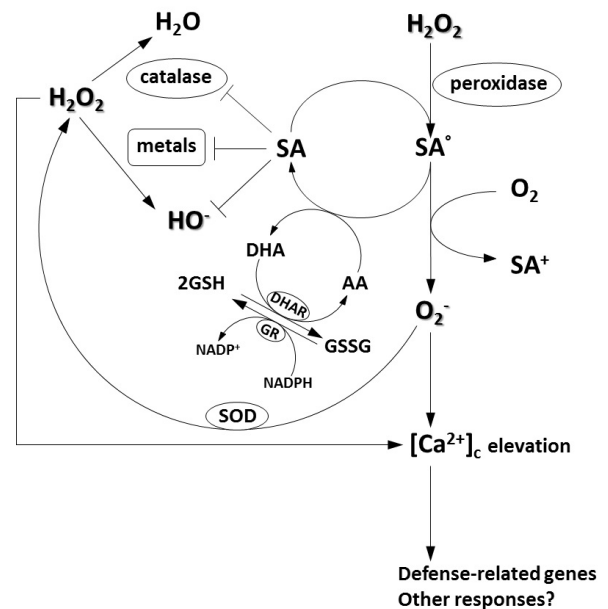 H₂O
H₂O₂
catalase
peroxidase
H₂O₂
metals
SA
SA°
O₂
HO⁻
DHA
SA⁺
2GSH
AA
DHAR
O₂⁻
GR
NADP⁺
GSSG
NADPH
SOD
[Ca²⁺]c elevation
Defense-related genes
Other responses?